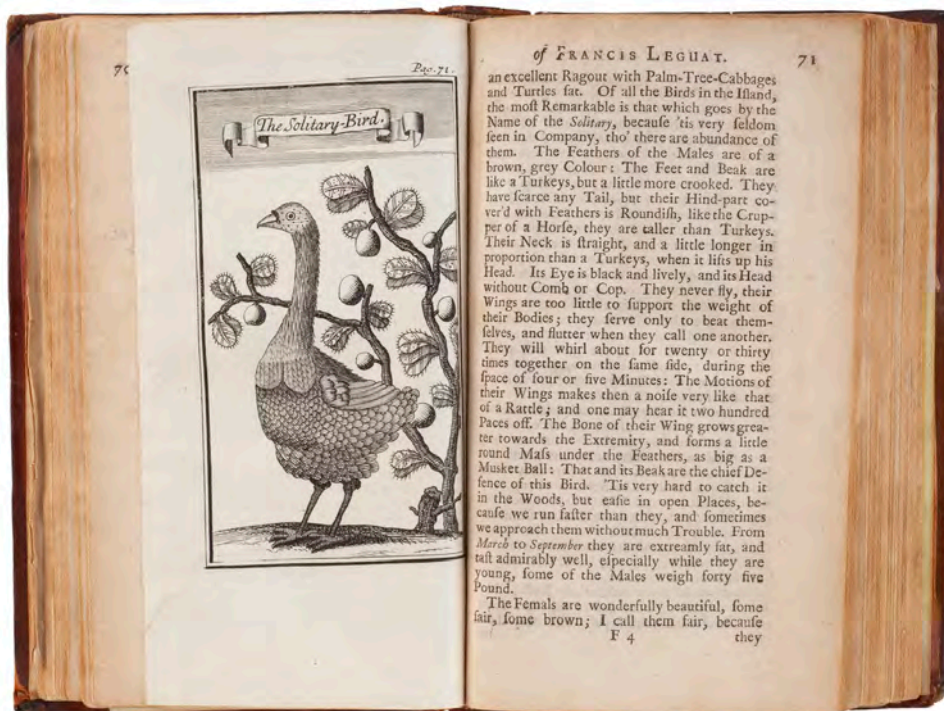 Pag. 71.
The Solitary-Bird.
of FRANCIS LEGUAT. 71
an excellent Ragout with Palm-Tree-Cabbages
and Turtles fat. Of all the Birds in the Iſland,
the moſt Remarkable is that which goes by the
Name of the Solitary, becauſe 'tis very ſeldom
ſeen in Company, tho' there are abundance of
them. The Feathers of the Males are of a
brown, grey Colour: The Feet and Beak are
like a Turkeys, but a little more crooked. They
have ſcarce any Tail, but their Hind-part co-
ver'd with Feathers is Roundiſh, like the Crup-
per of a Horſe, they are taller than Turkeys.
Their Neck is ſtraight, and a little longer in
proportion than a Turkeys, when it lifts up his
Head. Its Eye is black and lively, and its Head
without Comb or Cop. They never fly, their
Wings are too little to ſupport the weight of
their Bodies; they ſerve only to beat them-
ſelves, and flutter when they call one another.
They will whirl about for twenty or thirty
times together on the ſame ſide, during the
ſpace of four or five Minutes: The Motions of
their Wings makes then a noiſe very like that
of a Rattle; and one may hear it two hundred
Paces off. The Bone of their Wing grows grea-
ter towards the Extremity, and forms a little
round Maſs under the Feathers, as big as a
Musket Ball: That and its Beak are the chief De-
fence of this Bird. 'Tis very hard to catch it
in the Woods, but eaſie in open Places, be-
cauſe we run faſter than they, and ſometimes
we approach them without much Trouble. From
March to September they are extreamly fat, and
taſt admirably well, eſpecially while they are
young, ſome of the Males weigh forty five
Pound.
The Femals are wonderfully beautiful, ſome
fair, ſome brown; I call them fair, becauſe
F 4 they